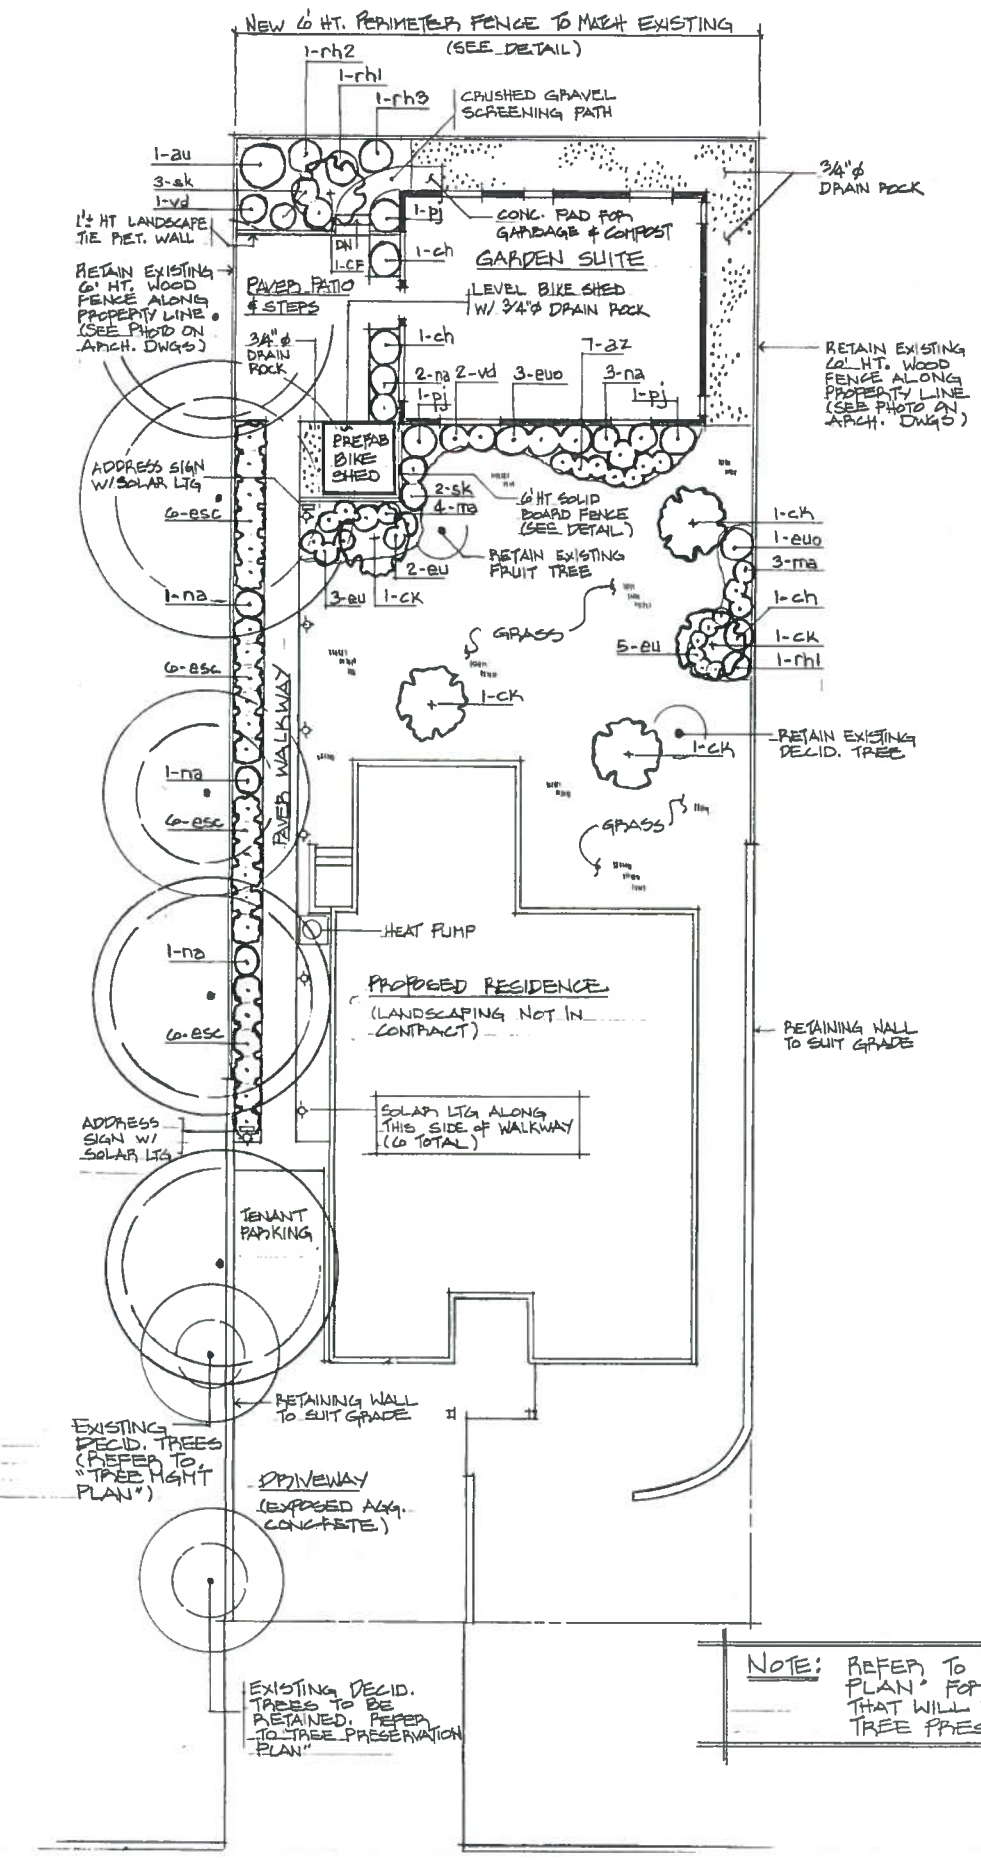 NEW 6' HT. PERIMETER FENCE TO MATCH EXISTING
(SEE DETAIL)
1-rh2
1-rh1
1-rh3
CRUSHED GRAVEL
SCREENING PATH
1-au
3-sk
1-vd
1'± HT LANDSCAPE
TIE RET. WALL
3/4"ø
DRAIN ROCK
1-pj
CONC. PAD FOR
GARBAGE & COMPOST
DN
1-CF
1-ch
GARDEN SUITE
RETAIN EXISTING
6' HT. WOOD
FENCE ALONG
PROPERTY LINE.
(SEE PHOTO ON
ARCH. DWGS)
PAVER PATIO
& STEPS
LEVEL BIKE SHED
W/ 3/4"ø DRAIN ROCK
3/4"ø
DRAIN
ROCK
1-ch
7-az
2-na
2-vd
3-euo
3-na
1-pj
1-pj
RETAIN EXISTING
6' HT. WOOD
FENCE ALONG
PROPERTY LINE
(SEE PHOTO ON
ARCH. DWGS)
PREFAB
BIKE
SHED
ADDRESS SIGN
W/SOLAR LTG
2-sk
4-ma
6' HT SOLID
BOARD FENCE
(SEE DETAIL)
6-esc
1-ck
1-euo
3-ma
RETAIN EXISTING
FRUIT TREE
2-eu
3-eu
1-ck
1-na
1-ch
GRASS
5-eu
1-ck
1-rh1
6-esc
PAVER WALKWAY
1-ck
RETAIN EXISTING
DECID. TREE
1-ck
1-na
6-esc
GRASS
HEAT PUMP
1-na
PROPOSED RESIDENCE
(LANDSCAPING NOT IN
CONTRACT)
6-esc
RETAINING WALL
TO SUIT GRADE
ADDRESS
SIGN W/
SOLAR LTG
SOLAR LTG ALONG
THIS SIDE OF WALKWAY
(6 TOTAL)
TENANT
PARKING
RETAINING WALL
TO SUIT GRADE
EXISTING
DECID. TREES
(REFER TO
"TREE MGMT
PLAN")
DRIVEWAY
(EXPOSED AGG.
CONCRETE)
EXISTING DECID.
TREES TO BE
RETAINED. REFER
TO "TREE PRESERVATION
PLAN"
NOTE: REFER TO
PLAN" FOR
THAT WILL
TREE PRES